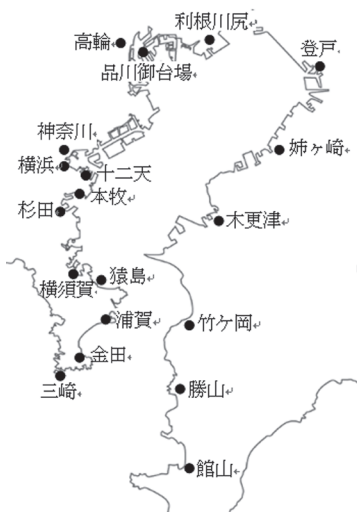 利根川尻
高輪
登戸
品川御台場
神奈川
姉ヶ崎
横浜
十二天
本牧
杉田
木更津
猿島
横須賀
浦賀
竹ケ岡
金田
三崎
勝山
館山